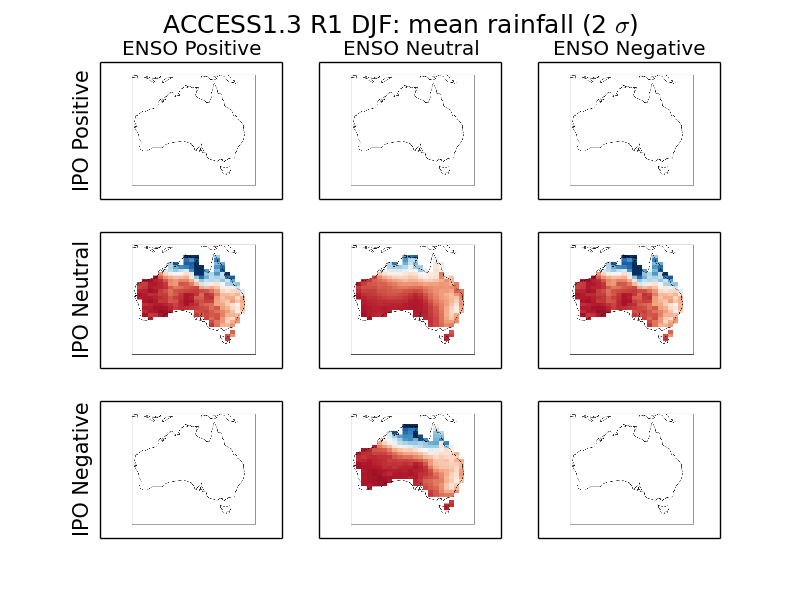 ACCESS1.3 R1 DJF: mean rainfall (2 σ)
ENSO Positive
ENSO Neutral
ENSO Negative
IPO Positive
IPO Neutral
IPO Negative